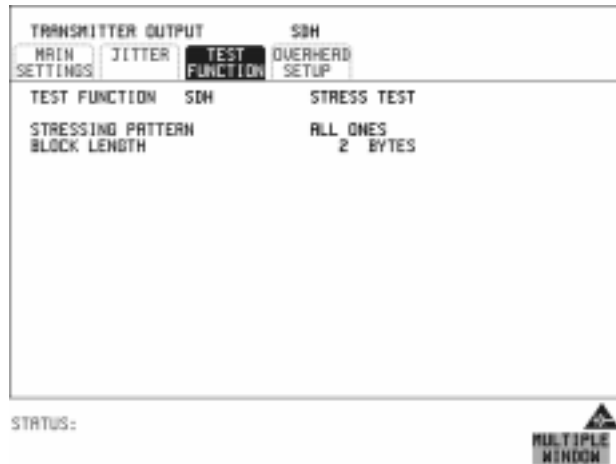 TRANSMITTER OUTPUT SDH
MAIN SETTINGS
JITTER
TEST FUNCTION
OVERHEAD SETUP
TEST FUNCTION SDH STRESS TEST
STRESSING PATTERN ALL ONES
BLOCK LENGTH 2 BYTES
STATUS:
MULTIPLE
WINDOW